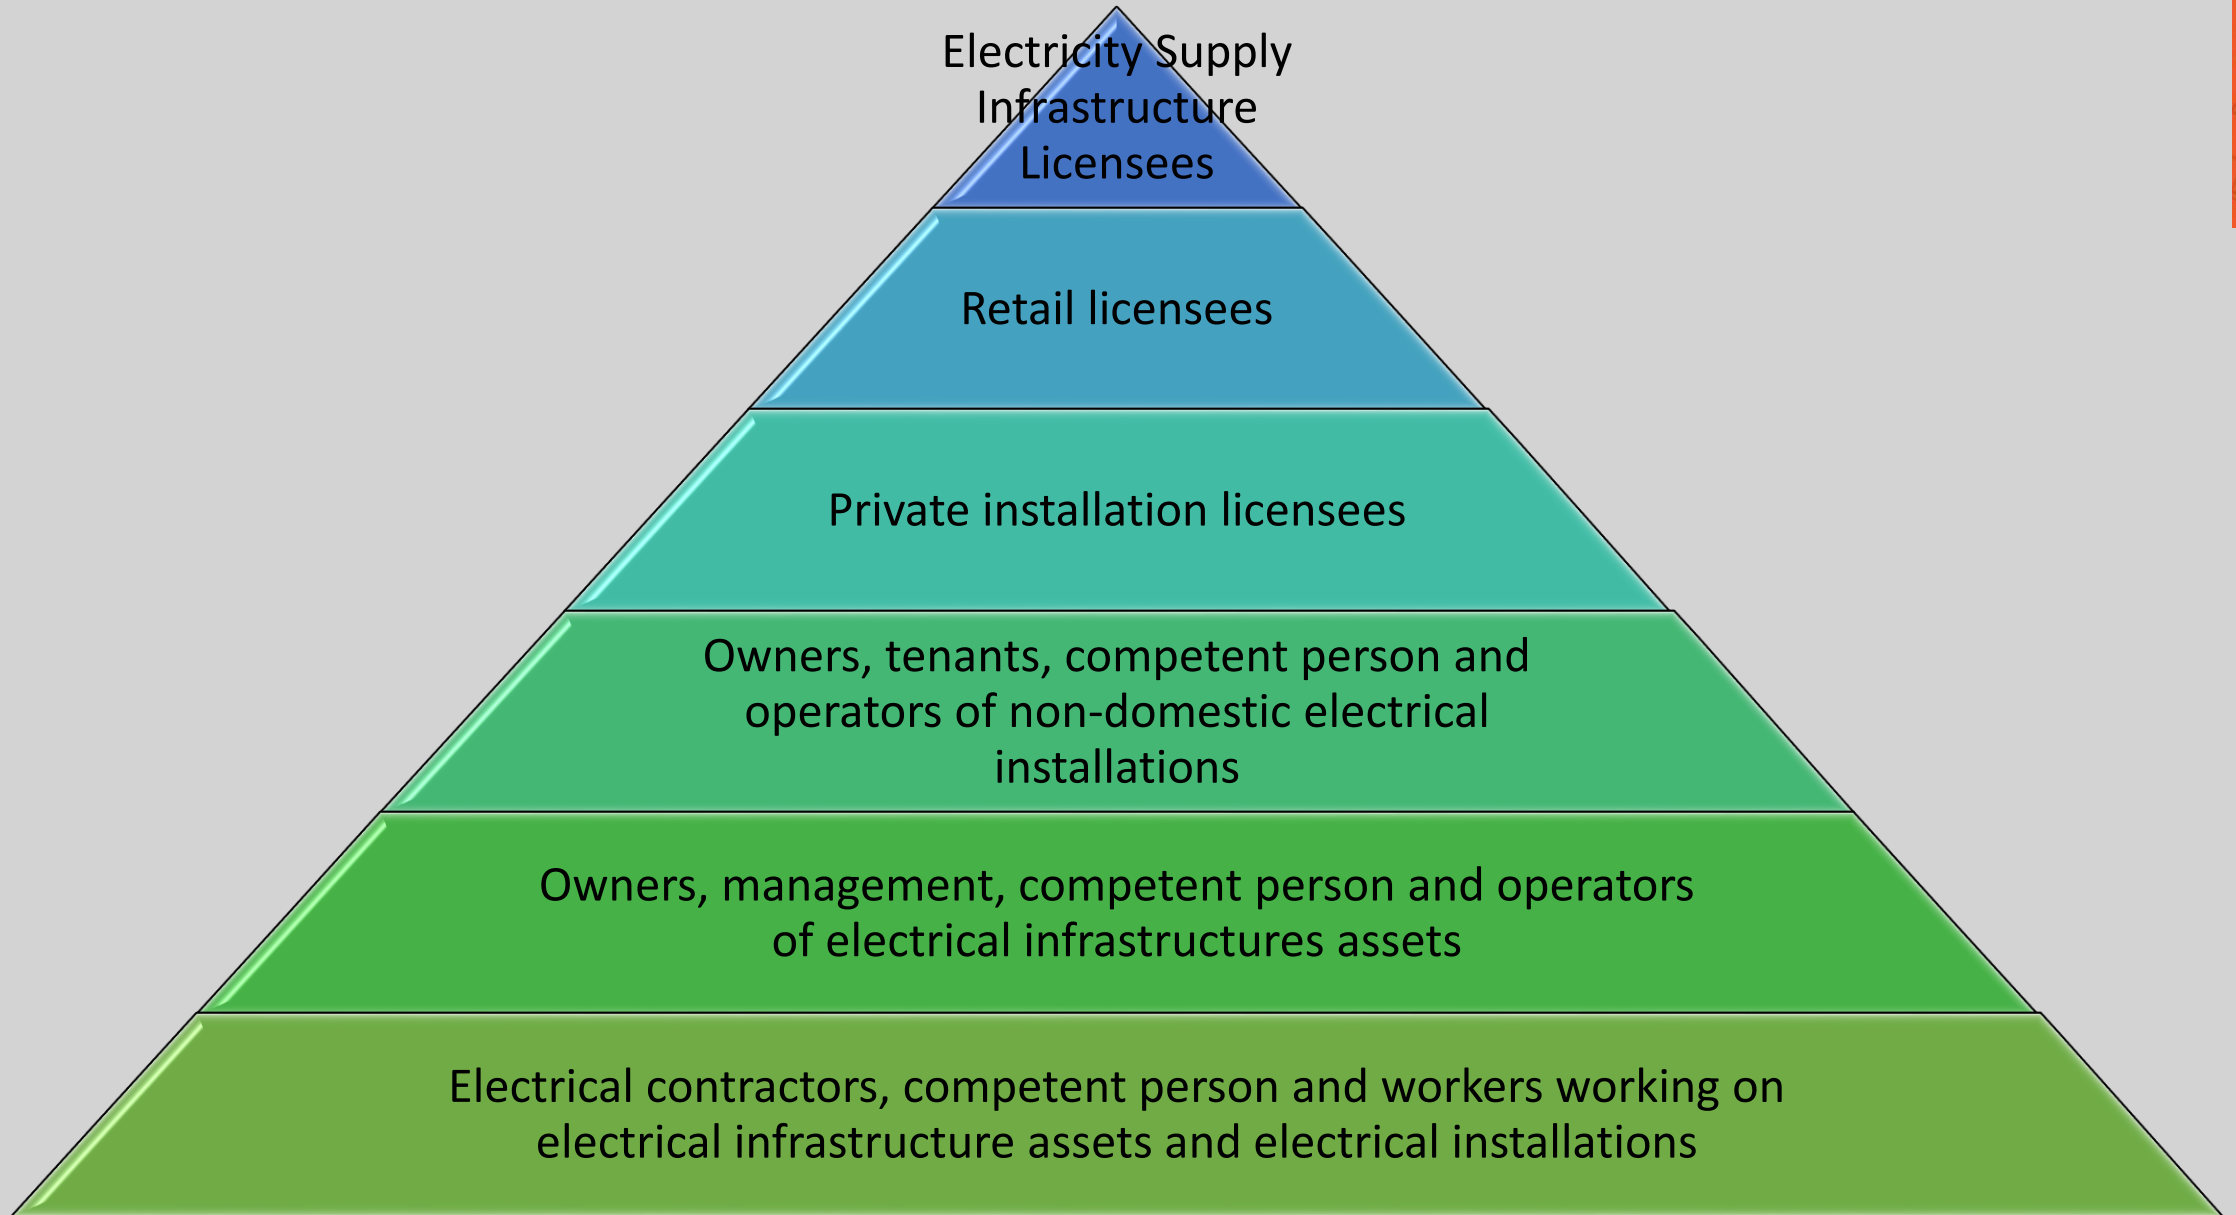 Electricity Supply
Infrastructure
Licensees
Retail licensees
Private installation licensees
Owners, tenants, competent person and
operators of non-domestic electrical
installations
Owners, management, competent person and operators
of electrical infrastructures assets
Electrical contractors, competent person and workers working on
electrical infrastructure assets and electrical installations